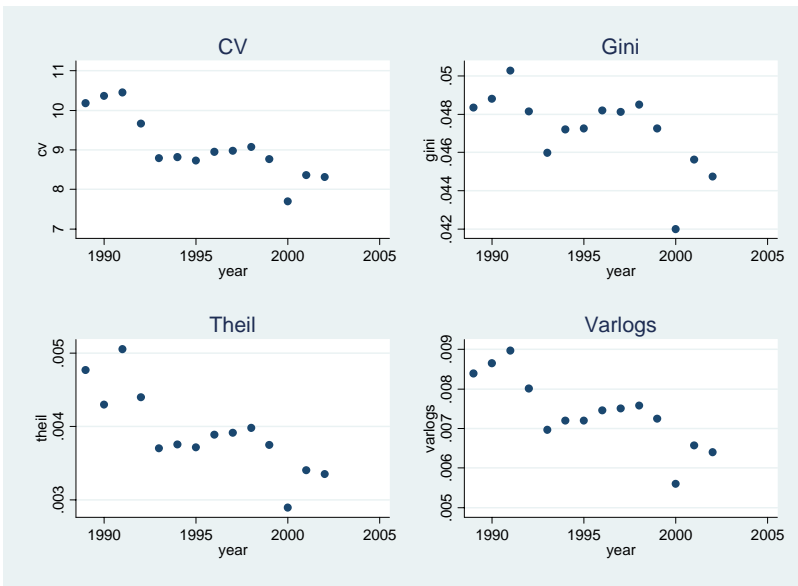 CV
cv
11
10
9
8
7
1990 1995 2000 2005
year
Gini
gini
.05
.048
.046
.044
.042
1990 1995 2000 2005
year
Theil
theil
.005
.004
.003
1990 1995 2000 2005
year
Varlogs
varlogs
.009
.008
.007
.006
.005
1990 1995 2000 2005
year